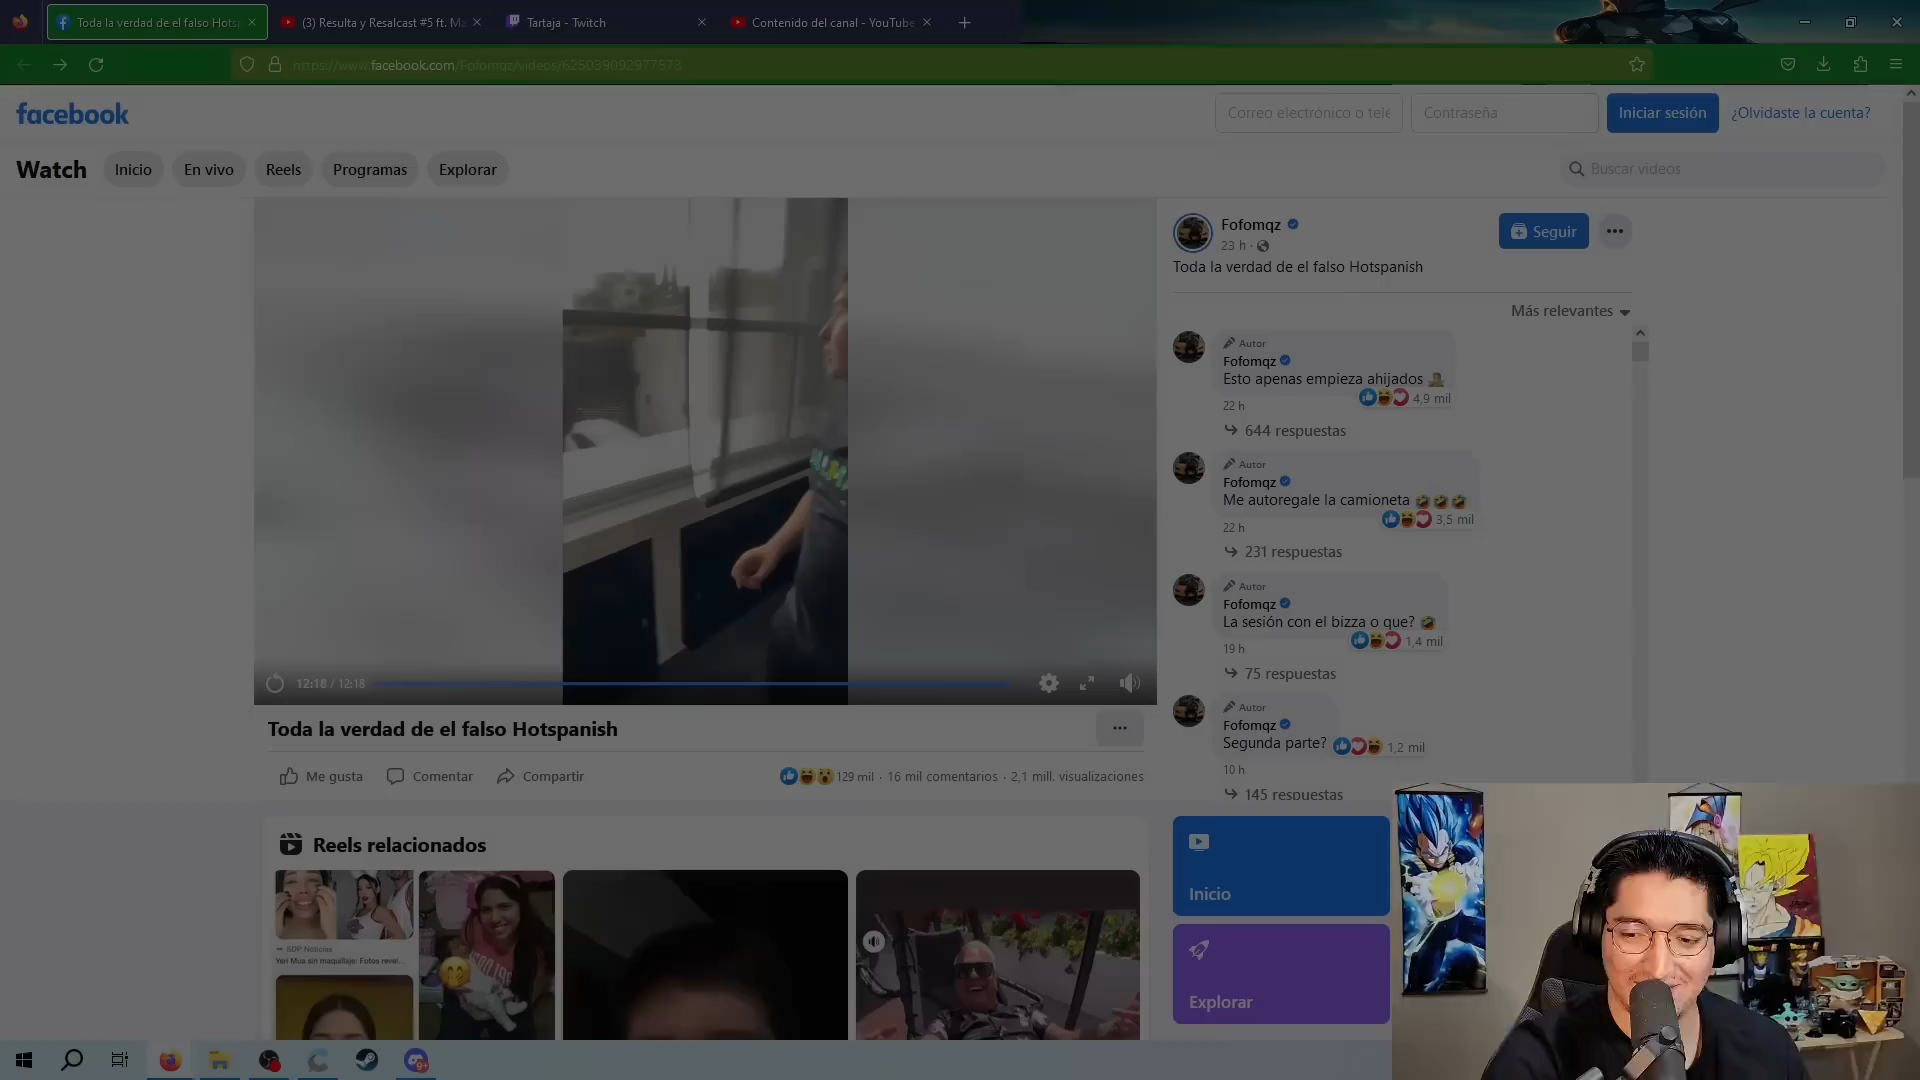 Toda la verdad de el falso Hotsp
(3) Resulta y Resalcast #5 ft. Ma
Tartaja - Twitch
Contenido del canal - YouTube
https://www.facebook.com/Fofomqz/videos/625039092977573
facebook
Correo electrónico o telé
Contraseña
Iniciar sesión
¿Olvidaste la cuenta?
Watch
Inicio
En vivo
Reels
Programas
Explorar
Buscar videos
Fofomqz
23 h ·
Seguir
Toda la verdad de el falso Hotspanish
Más relevantes
Autor
Fofomqz
Esto apenas empieza ahijados
4,9 mil
22 h
644 respuestas
Autor
Fofomqz
Me autoregale la camioneta
3,5 mil
22 h
231 respuestas
Autor
Fofomqz
La sesión con el bizza o que?
1,4 mil
19 h
75 respuestas
Autor
Fofomqz
Segunda parte?
1,2 mil
10 h
145 respuestas
12:18 / 12:18
Toda la verdad de el falso Hotspanish
Me gusta
Comentar
Compartir
129 mil · 16 mil comentarios · 2,1 mill. visualizaciones
Reels relacionados
SDP Noticias
Yeri Mua sin maquillaje: Fotos revel...
Inicio
Explorar
9+